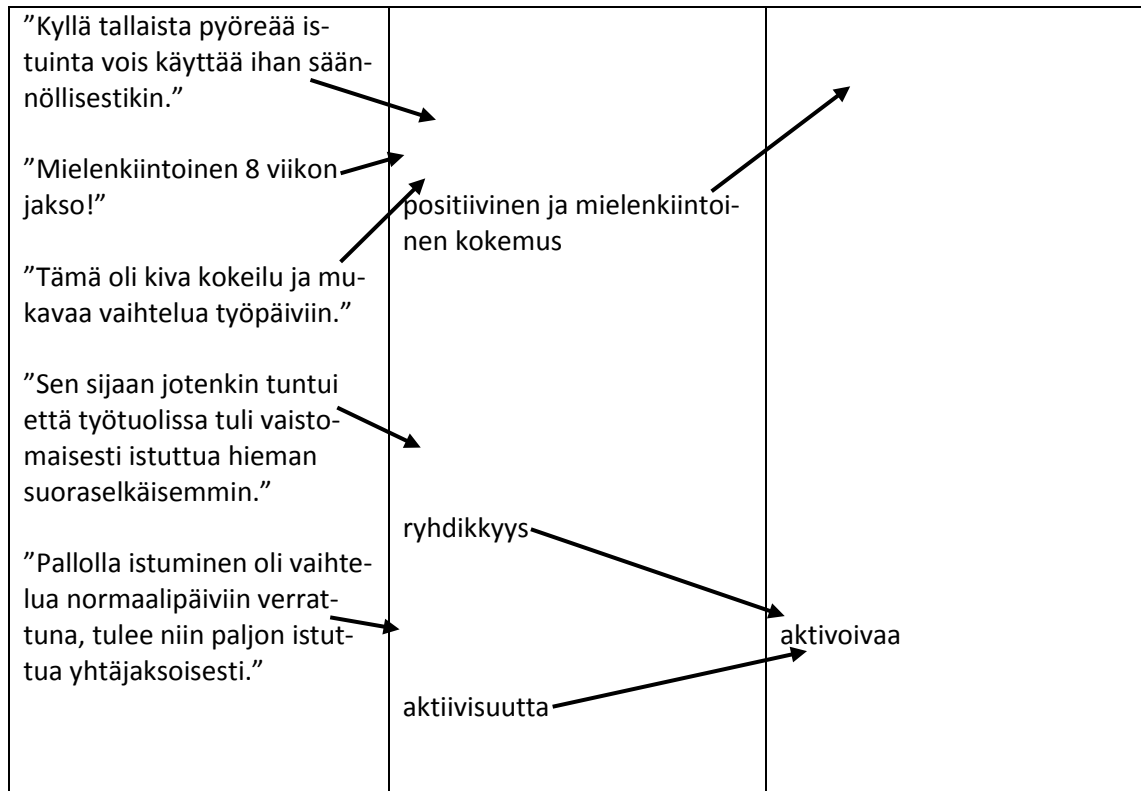 ”Kyllä tallaista pyöreää is-
tuinta vois käyttää ihan sään-
nöllisestikin.”
”Mielenkiintoinen 8 viikon
jakso!”
”Tämä oli kiva kokeilu ja mu-
kavaa vaihtelua työpäiviin.”
”Sen sijaan jotenkin tuntui
että työtuolissa tuli vaisto-
maisesti istuttua hieman
suoraselkäisemmin.”
”Pallolla istuminen oli vaihte-
lua normaalipäiviin verrat-
tuna, tulee niin paljon istut-
tua yhtäjaksoisesti.”
positiivinen ja mielenkiintoi-
nen kokemus
ryhdikkyys
aktiivisuutta
aktivoivaa